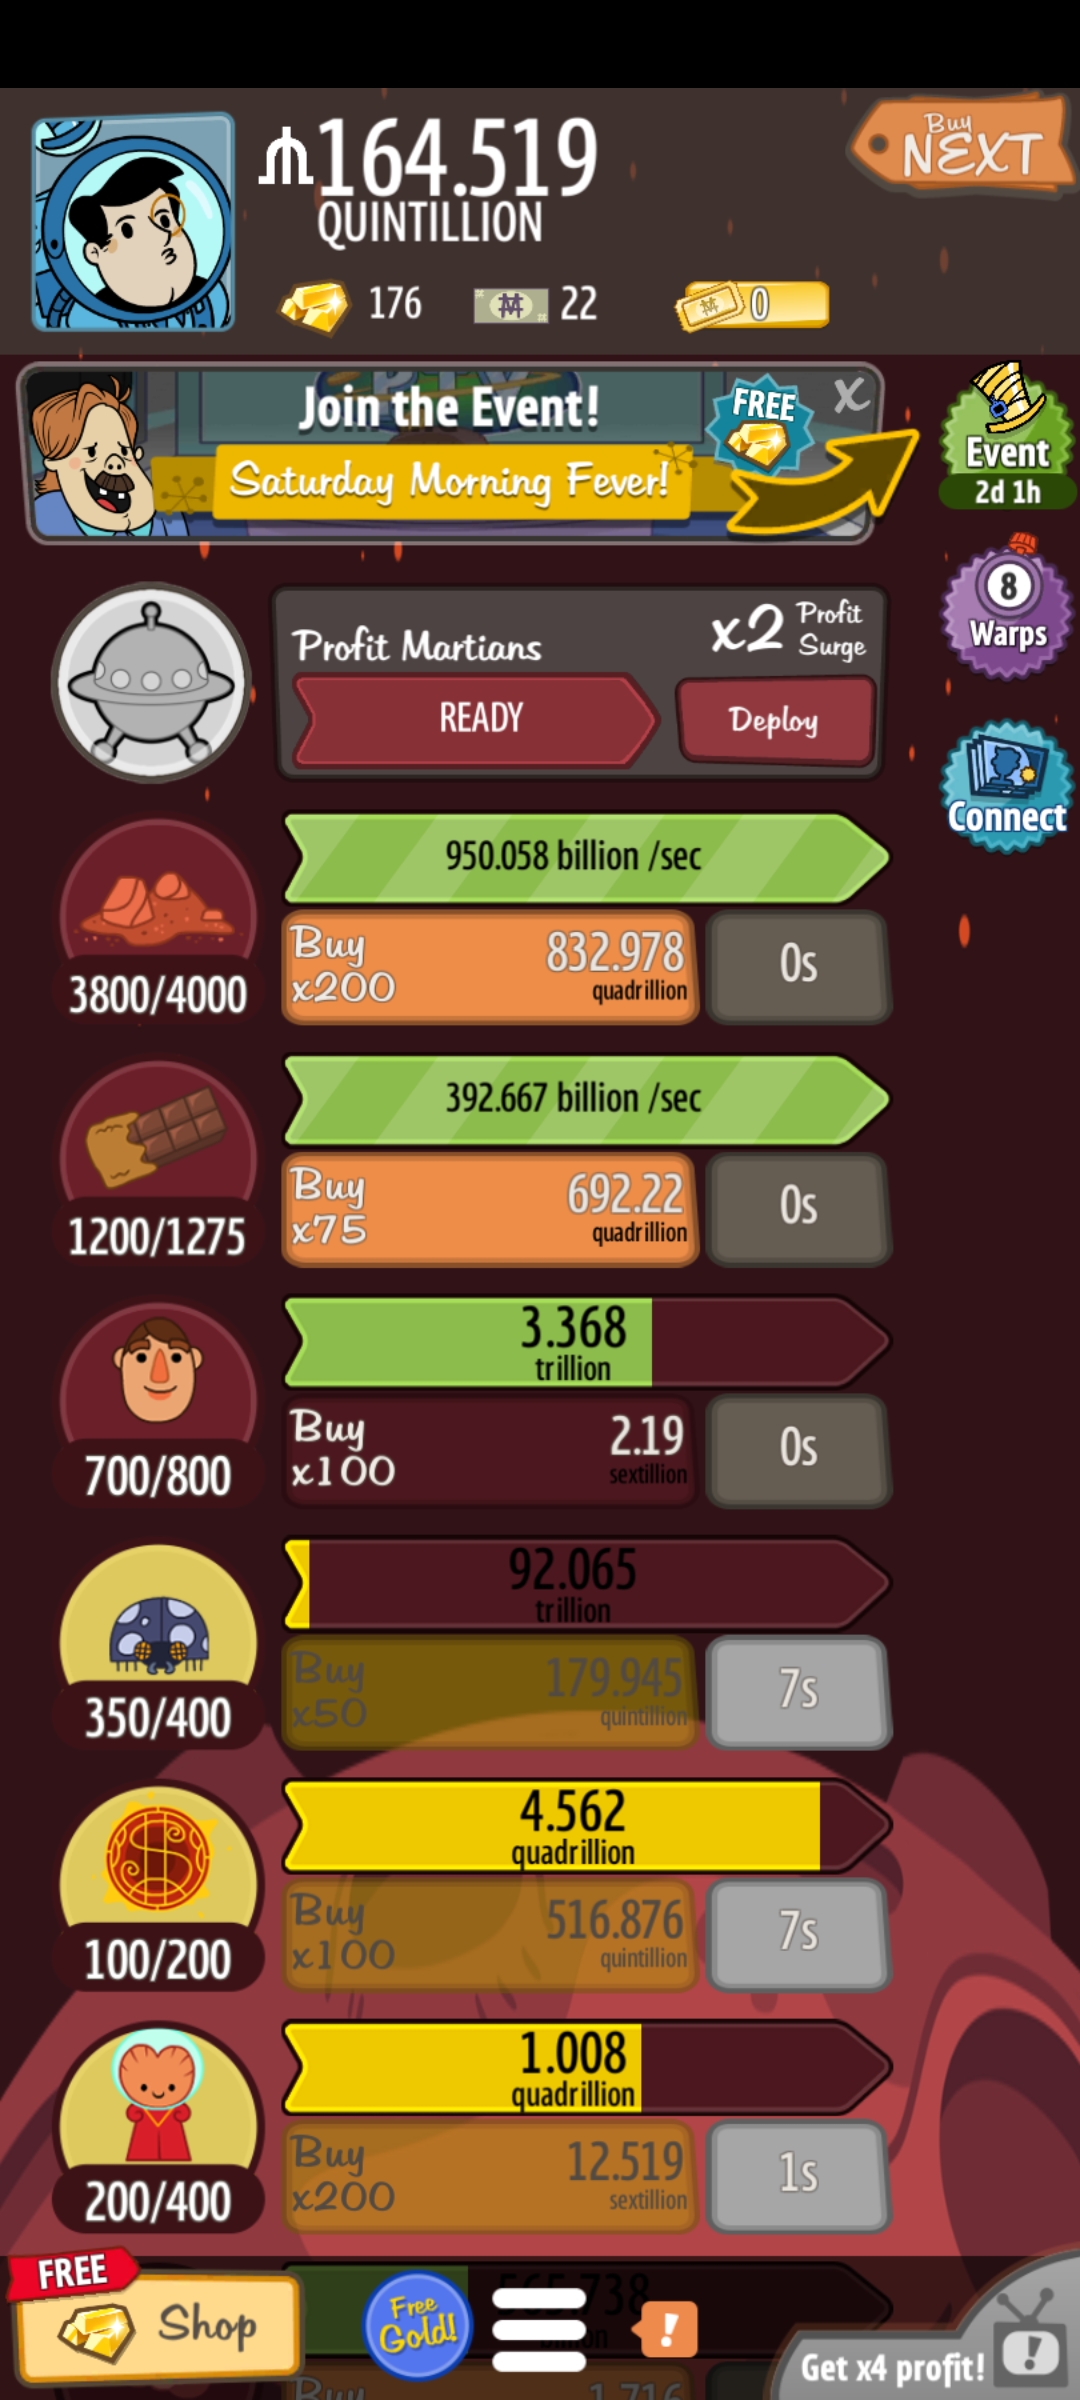 164.519
QUINTILLION
Buy
NEXT
176
22
0
PTV
Join the Event!
FREE
X
Saturday Morning Fever!
Event
2d 1h
8
Warps
Connect
Profit Martians
x2 Profit
Surge
READY
Deploy
950.058 billion /sec
3800/4000
Buy
x200
832.978
quadrillion
0s
392.667 billion /sec
1200/1275
Buy
x75
692.22
quadrillion
0s
3.368
trillion
700/800
Buy
x100
2.19
sextillion
0s
92.065
trillion
350/400
Buy
x50
179.945
quintillion
7s
4.562
quadrillion
100/200
Buy
x100
516.876
quintillion
7s
1.008
quadrillion
200/400
Buy
x200
12.519
sextillion
1s
FREE
Shop
Free
Gold!
!
Get x4 profit!
!
Buy
1.716